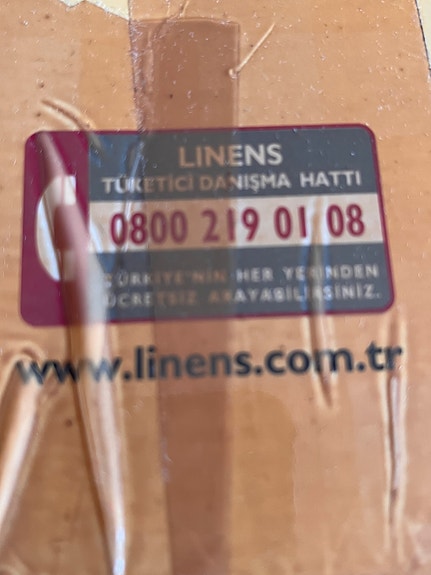 LINENS
TÜKETİCİ DANIŞMA HATTI
0800 219 01 08
TÜRKİYE'NİN HER YERİNDEN
ÜCRETSİZ ARAYABİLİRSİNİZ.
www.linens.com.tr